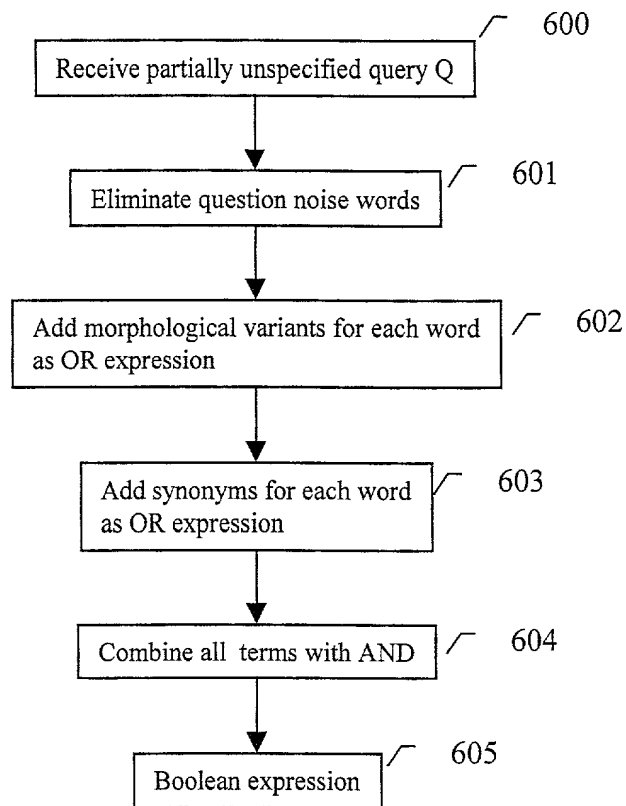 600
Receive partially unspecified query Q
601
Eliminate question noise words
602
Add morphological variants for each word
as OR expression
603
Add synonyms for each word
as OR expression
604
Combine all terms with AND
605
Boolean expression